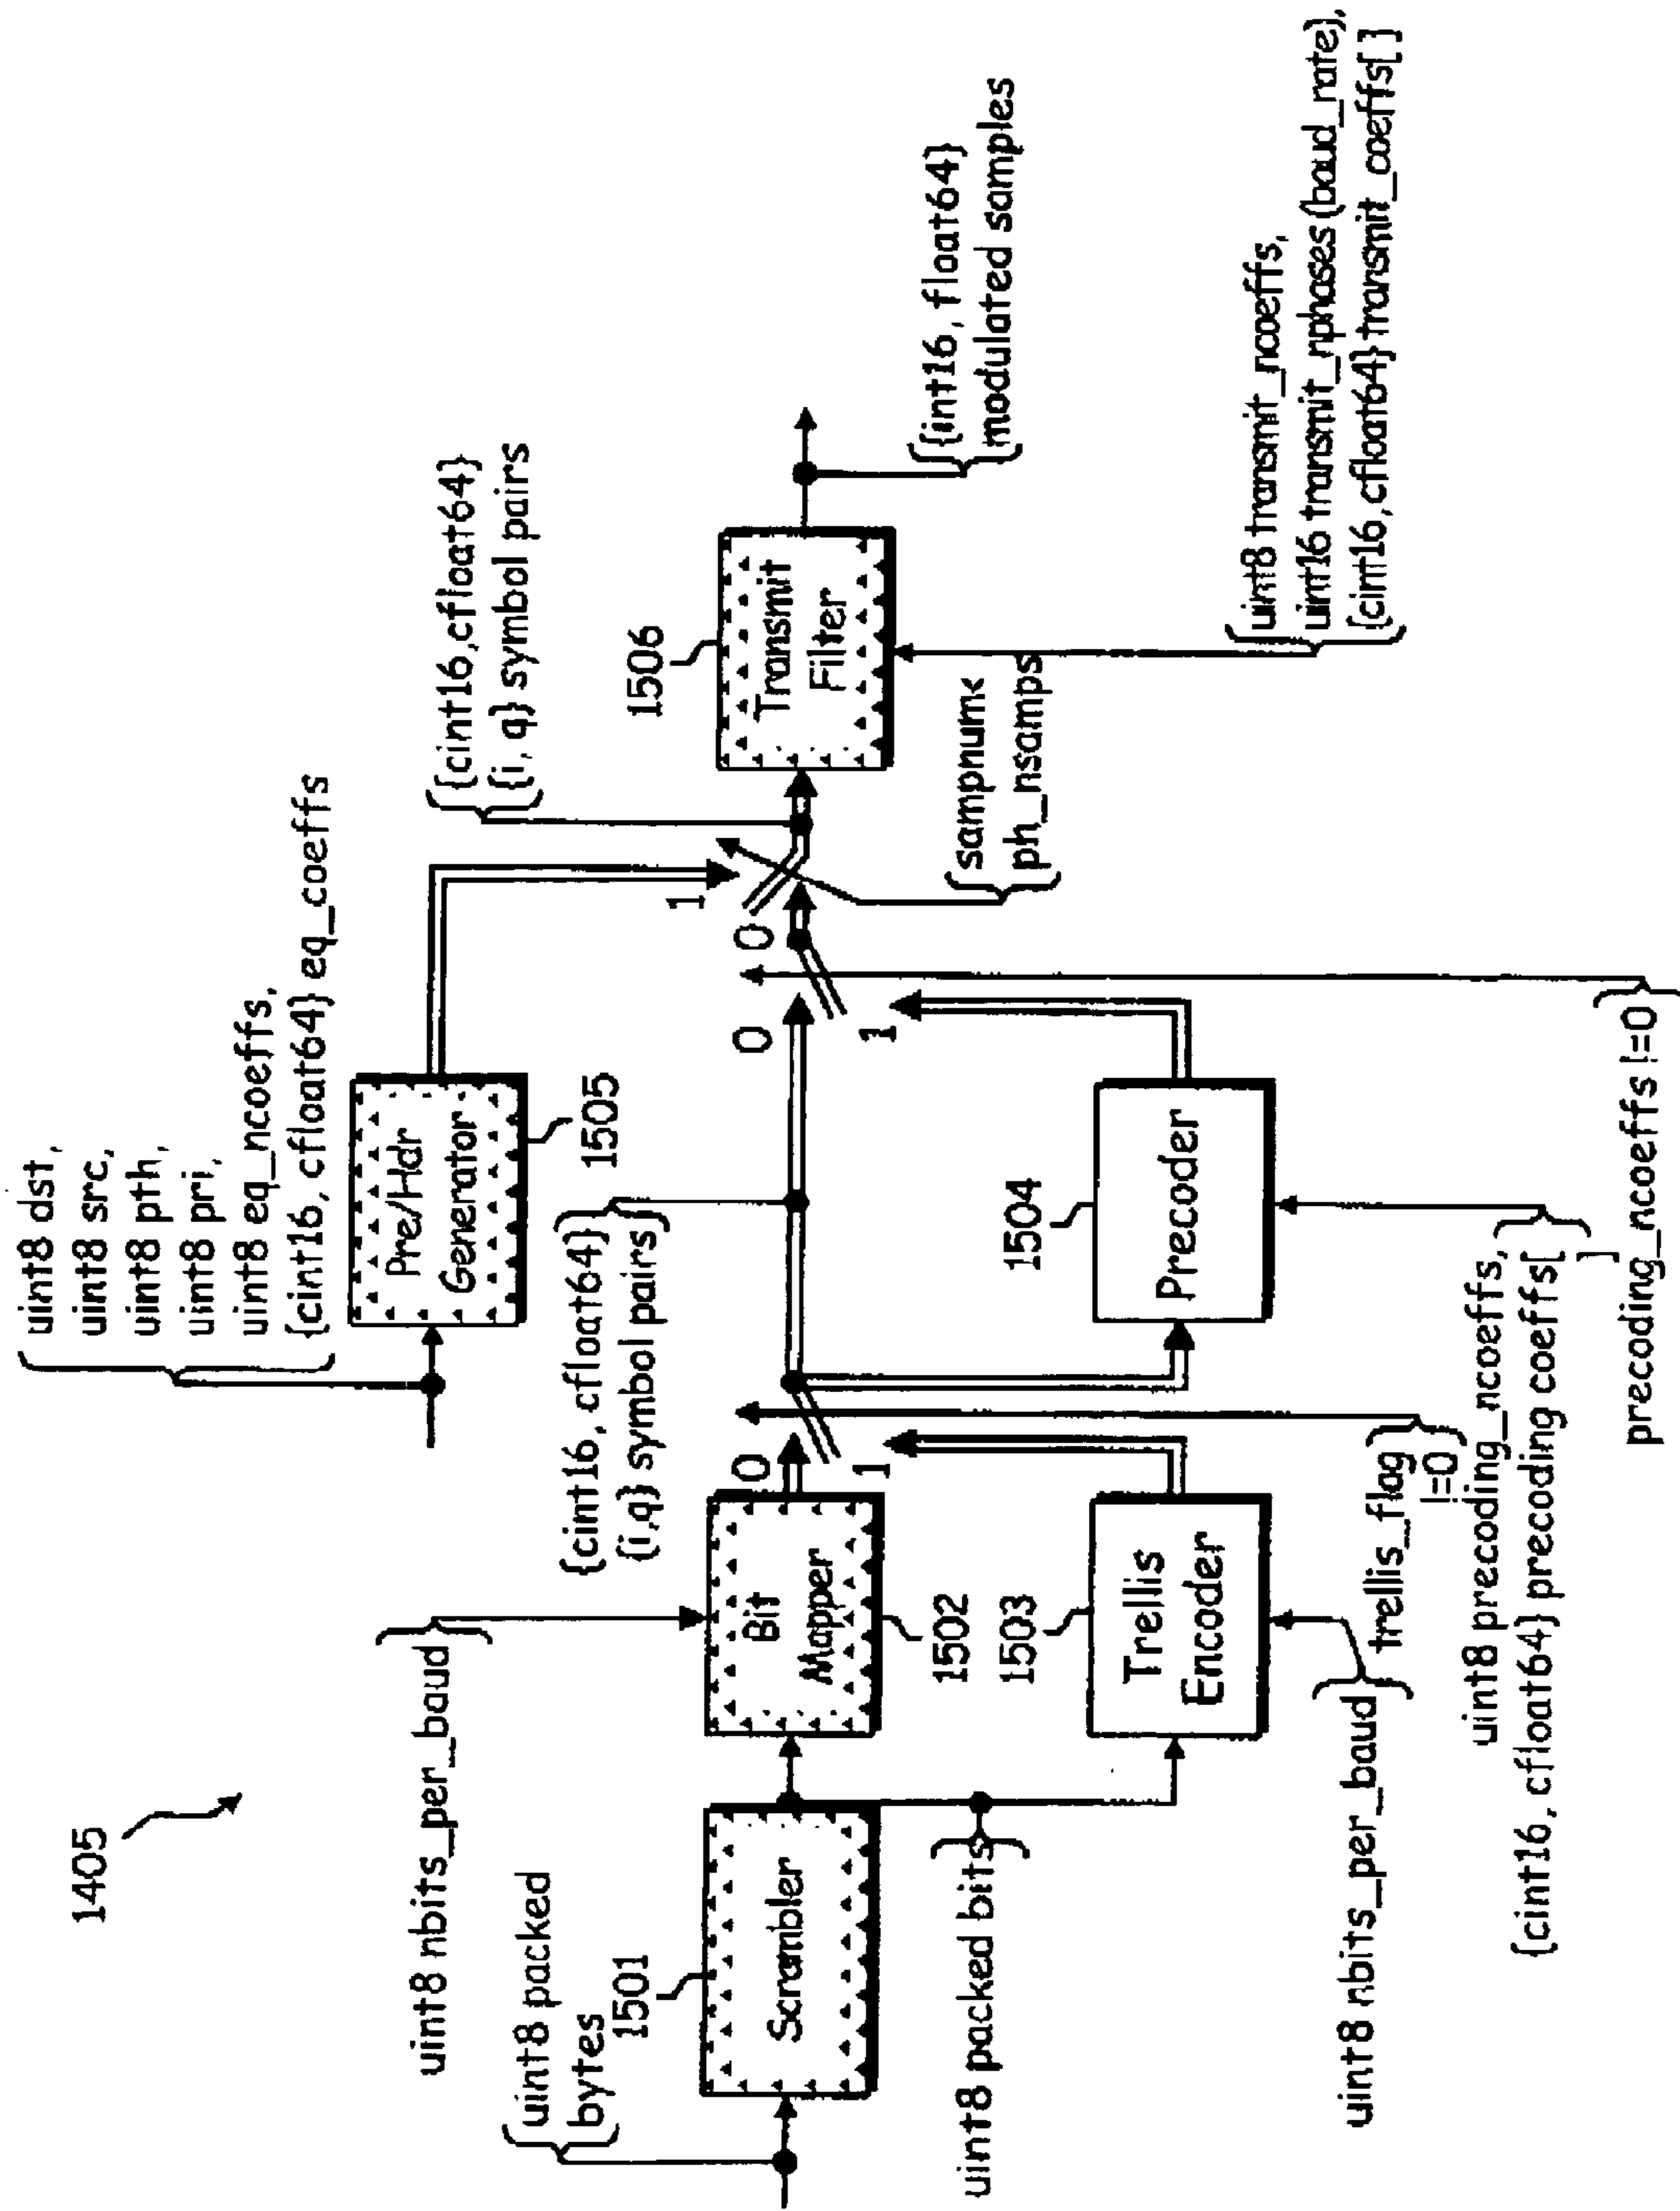 1405
uint8 dst,
uint8 src,
uint8 pth,
uint8 pri,
uint8 eq_ncoeffs,
{cint16, cfloat64} eq_coeffs
Pre/Hdr
Generator
1505
uint8 nbits_per_baud
{cint16, cfloat64}
{i,q} symbol pairs
{cint16,cfloat64}
{i,q} symbol pairs
uint8 packed
bytes
1501
Scrambler
Bit
Mapper
1502
0
1
0
1
0
1
1506
Transmit
Filter
{int16, float64}
modulated samples
sampnum<
ph_nsamps
uint8 packed bits
1503
Trellis
Encoder
1504
Precoder
uint8 nbits_per_baud
trellis_flag
!=0
uint8 precoding_ncoeffs,
{cint16, cfloat64} precoding coeffs[
]
precoding_ncoeffs !=0
uint8 transmit_ncoeffs,
uint16 transmit_nphases(baud_rate),
{cint16,cfloat64} transmit_coeffs[]